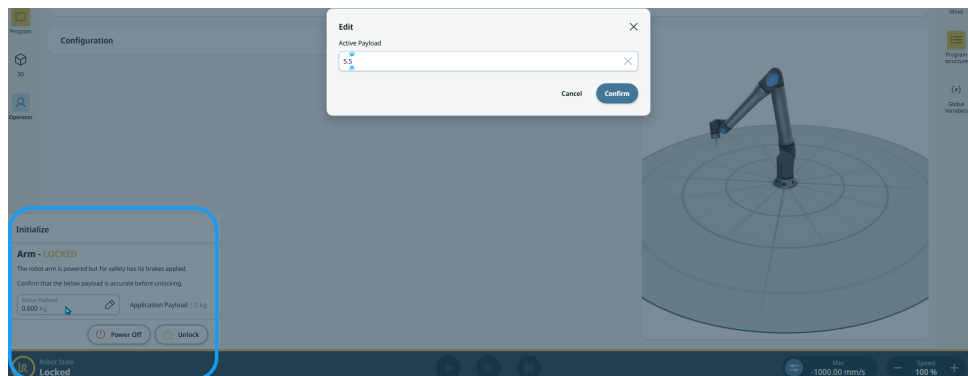 Program
3D
Operator
Configuration
Edit
Active Payload
5.5
Cancel
Confirm
Move
Program
structure
{x}
Global
Variables
Initialize
Arm - LOCKED
The robot arm is powered but for safety has its brakes applied.
Confirm that the below payload is accurate before unlocking.
Active Payload
0.000 kg
Application Payload : 0 kg
Power Off
Unlock
UR
Robot State
Locked
Max
-1000.00 mm/s
Speed
100 %